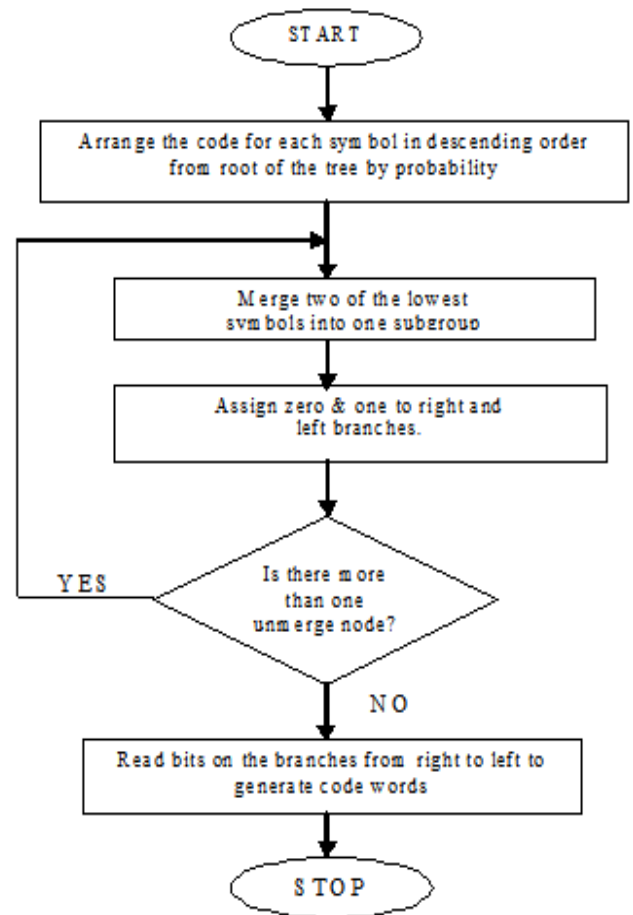 START
Arrange the code for each symbol in descending order
from root of the tree by probability
Merge two of the lowest
symbols into one subgroup
Assign zero & one to right and
left branches.
YES
Is there more
than one
unmerge node?
NO
Read bits on the branches from right to left to
generate code words
STOP